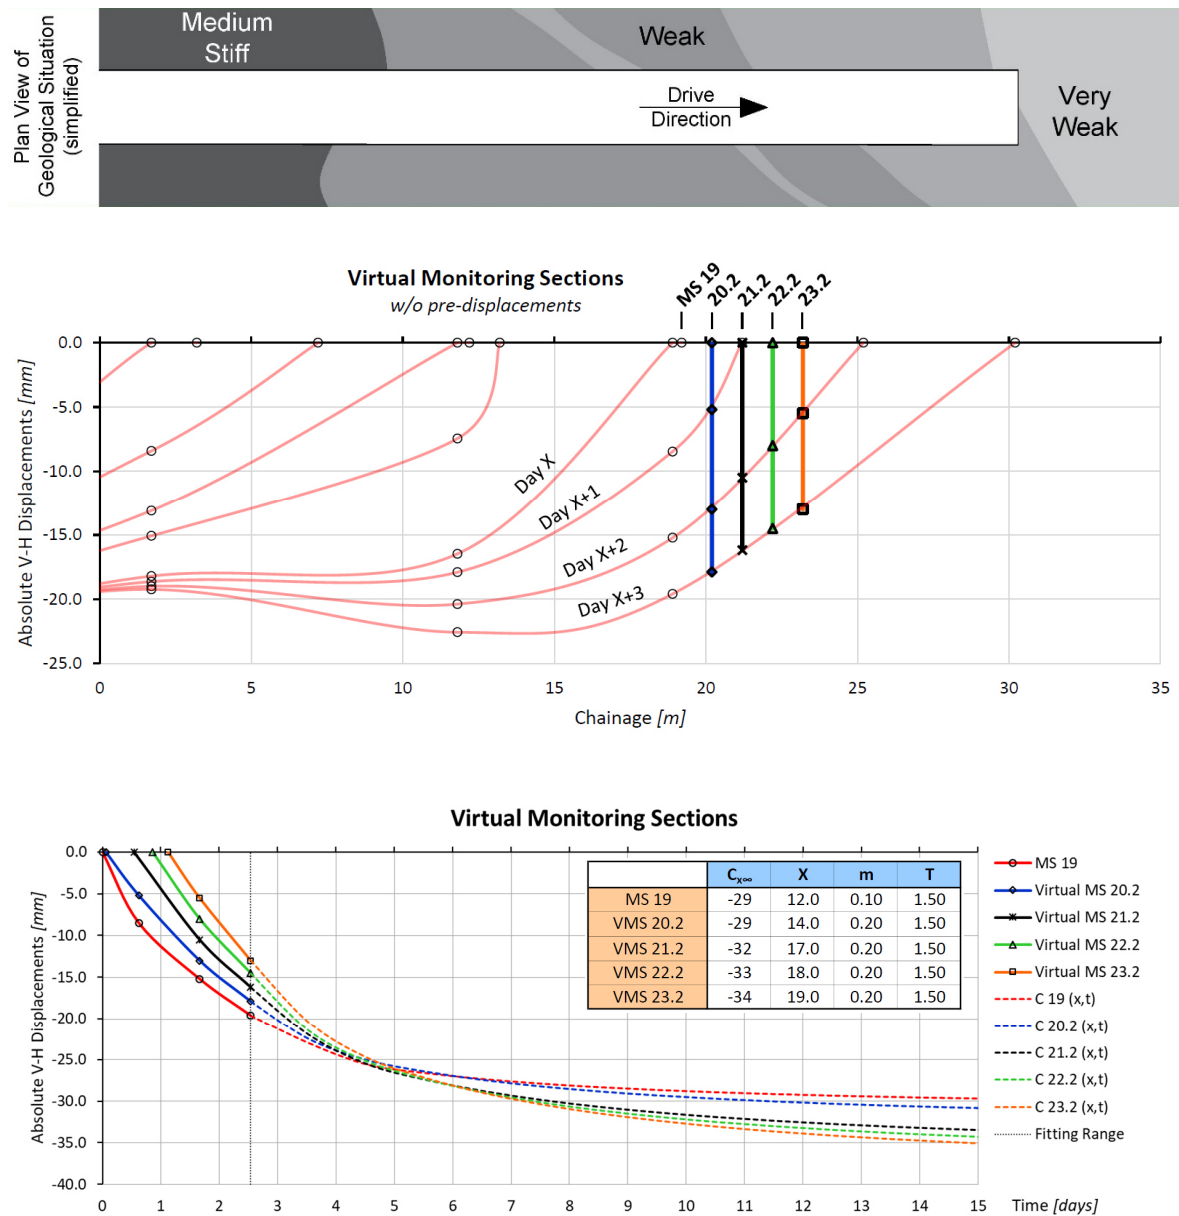 Plan View of
Geological Situation
(simplified)
Medium
Stiff
Weak
Drive
Direction
Very
Weak
Virtual Monitoring Sections
w/o pre-displacements
MS 19
20.2
21.2
22.2
23.2
Absolute V-H Displacements [mm]
0.0
-5.0
-10.0
-15.0
-20.0
-25.0
Day X
Day X+1
Day X+2
Day X+3
0 5 10 15 20 25 30 35
Chainage [m]
Virtual Monitoring Sections
Absolute V-H Displacements [mm]
0.0
-5.0
-10.0
-15.0
-20.0
-25.0
-30.0
-35.0
-40.0
Cx∞ X m T
MS 19 -29 12.0 0.10 1.50
VMS 20.2 -29 14.0 0.20 1.50
VMS 21.2 -32 17.0 0.20 1.50
VMS 22.2 -33 18.0 0.20 1.50
VMS 23.2 -34 19.0 0.20 1.50
MS 19
Virtual MS 20.2
Virtual MS 21.2
Virtual MS 22.2
Virtual MS 23.2
C 19 (x,t)
C 20.2 (x,t)
C 21.2 (x,t)
C 22.2 (x,t)
C 23.2 (x,t)
Fitting Range
0 1 2 3 4 5 6 7 8 9 10 11 12 13 14 15
Time [days]